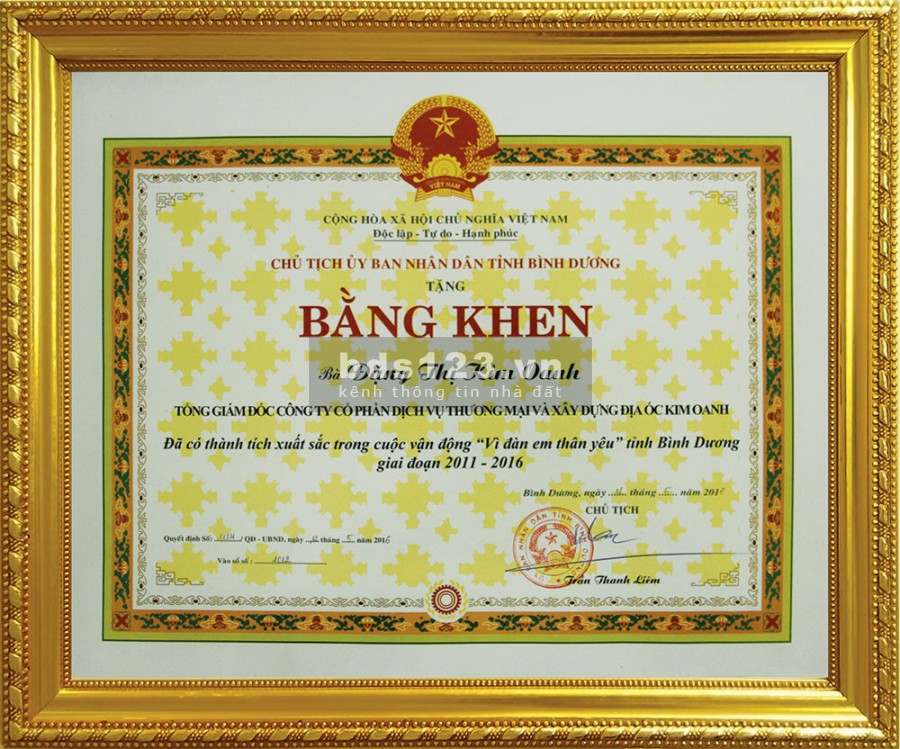 VIỆT NAM
CỘNG HÒA XÃ HỘI CHỦ NGHĨA VIỆT NAM
Độc lập - Tự do - Hạnh phúc
CHỦ TỊCH ỦY BAN NHÂN DÂN TỈNH BÌNH DƯƠNG
TẶNG
BẰNG KHEN
bds123.vn
Bà Đặng Thị Kim Oanh
kênh thông tin nhà đất
TỔNG GIÁM ĐỐC CÔNG TY CỔ PHẦN DỊCH VỤ THƯƠNG MẠI VÀ XÂY DỰNG ĐỊA ỐC KIM OANH
Đã có thành tích xuất sắc trong cuộc vận động "Vì đàn em thân yêu" tỉnh Bình Dương
giai đoạn 2011 - 2016
Bình Dương, ngày tháng 5 năm 2016
CHỦ TỊCH
Quyết định Số: / QĐ - UBND, ngày tháng 5 năm 2016
Vào sổ số :
Trần Thanh Liêm